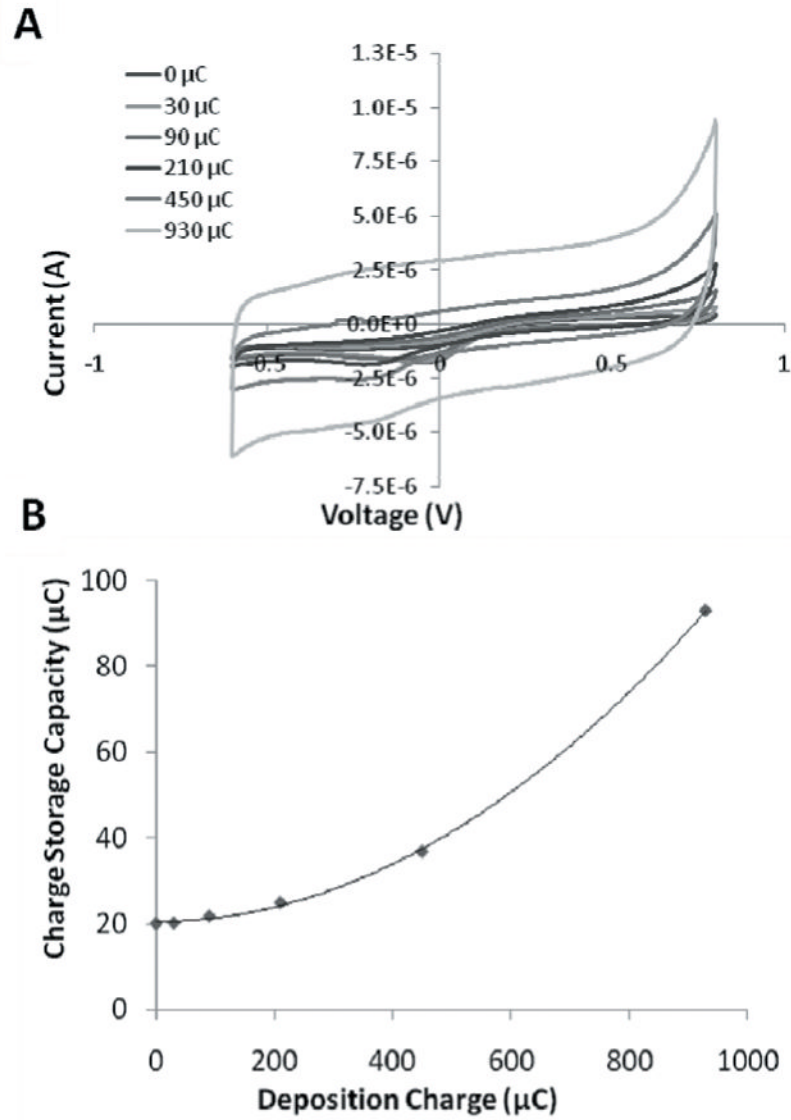 A
1.3E-5
0 µC
30 µC
1.0E-5
90 µC
7.5E-6
210 µC
450 µC
5.0E-6
930 µC
2.5E-6
Current (A)
0.0E+0
-1
-0.5
0
0.5
1
-2.5E-6
-5.0E-6
-7.5E-6
Voltage (V)
B
100
80
60
40
20
0
Charge Storage Capacity (µC)
0 200 400 600 800 1000
Deposition Charge (µC)